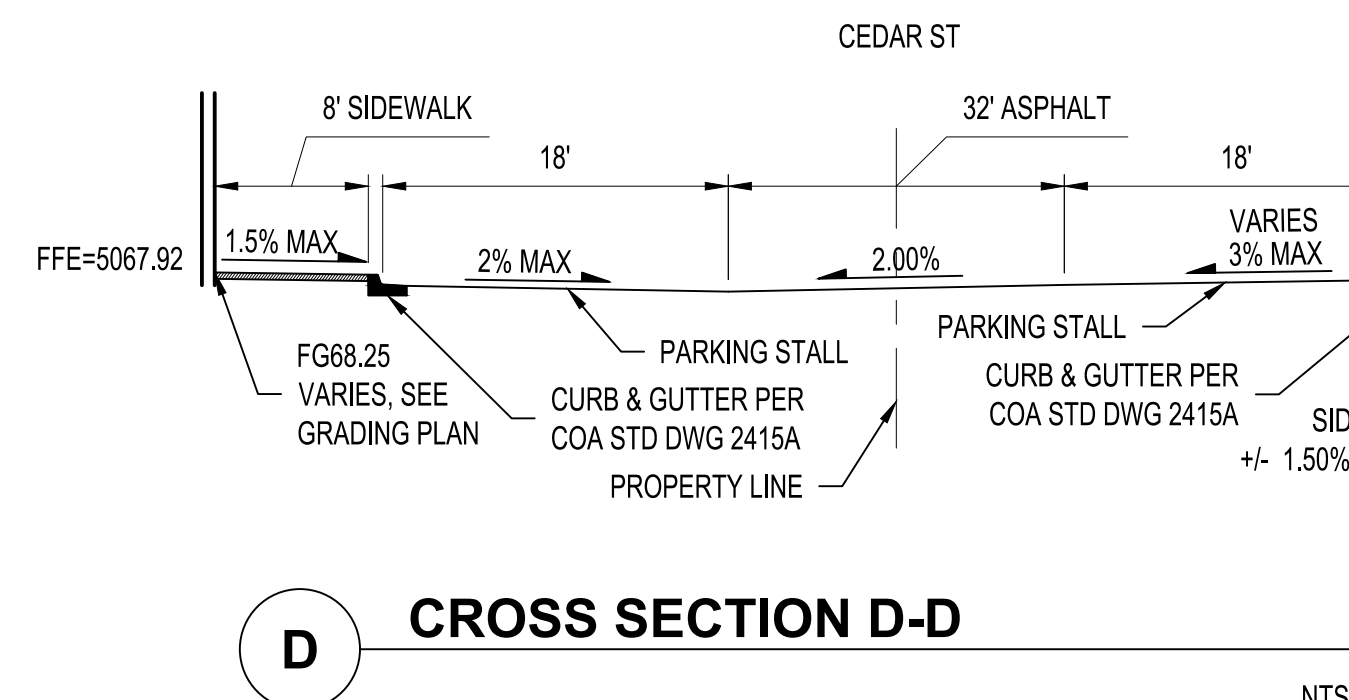 CEDAR ST
8' SIDEWALK
32' ASPHALT
18'
18'
FFE=5067.92
1.5% MAX
2% MAX
2.00%
VARIES
3% MAX
FG68.25
VARIES, SEE
GRADING PLAN
PARKING STALL
CURB & GUTTER PER
COA STD DWG 2415A
PROPERTY LINE
PARKING STALL
CURB & GUTTER PER
COA STD DWG 2415A
SID
+/- 1.50%
D
CROSS SECTION D-D
NTS